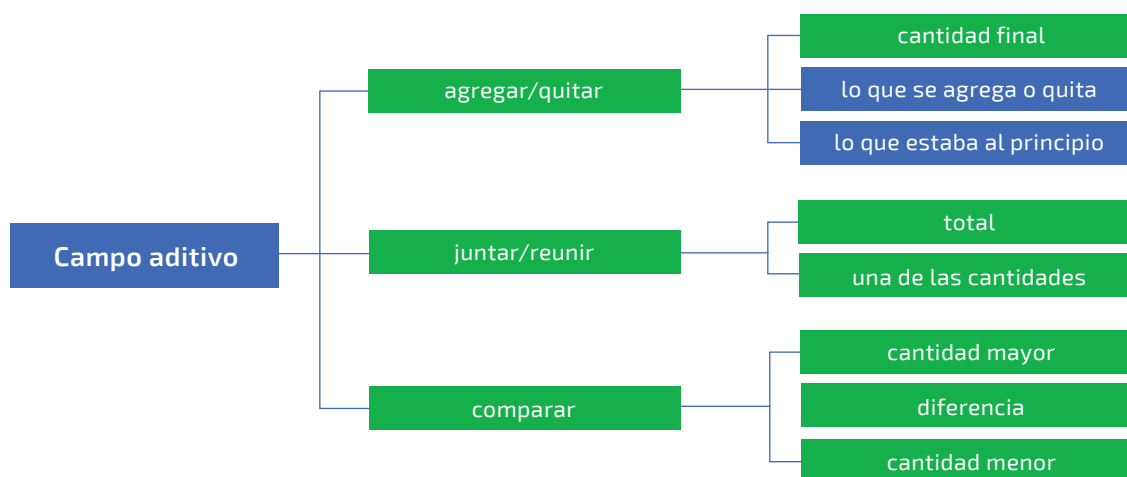 Campo aditivo
agregar/quitar
cantidad final
lo que se agrega o quita
lo que estaba al principio
juntar/reunir
total
una de las cantidades
comparar
cantidad mayor
diferencia
cantidad menor